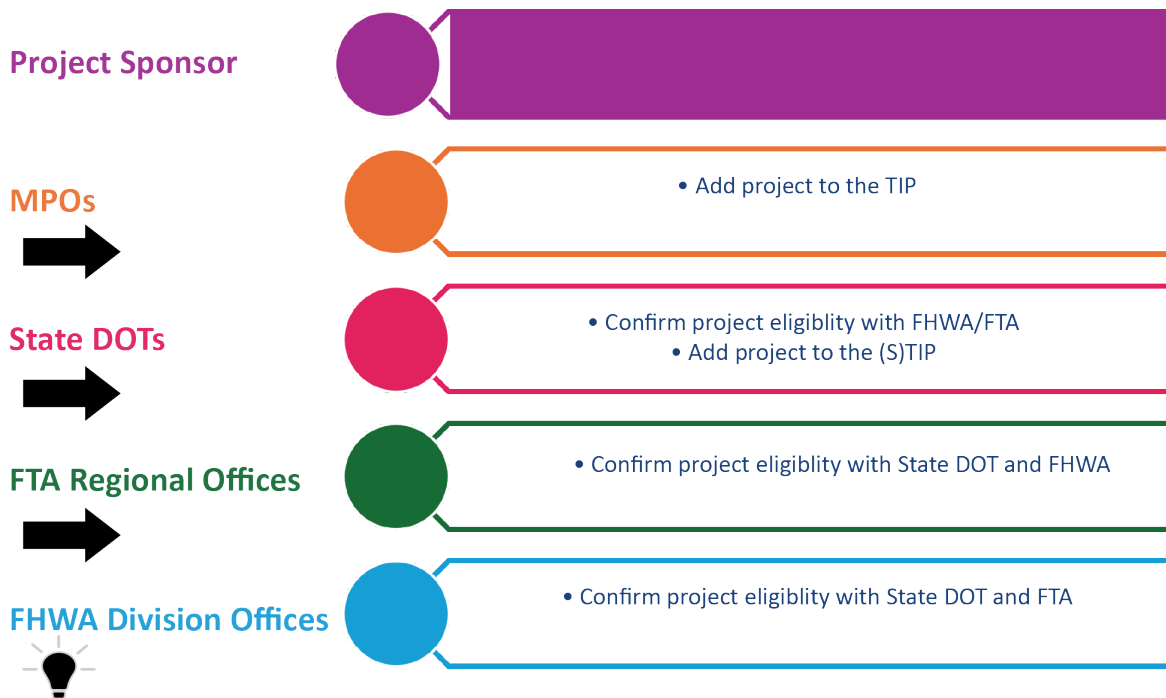 Project Sponsor
MPOs
• Add project to the TIP
State DOTs
• Confirm project eligiblity with FHWA/FTA
• Add project to the (S)TIP
FTA Regional Offices
• Confirm project eligiblity with State DOT and FHWA
FHWA Division Offices
• Confirm project eligiblity with State DOT and FTA